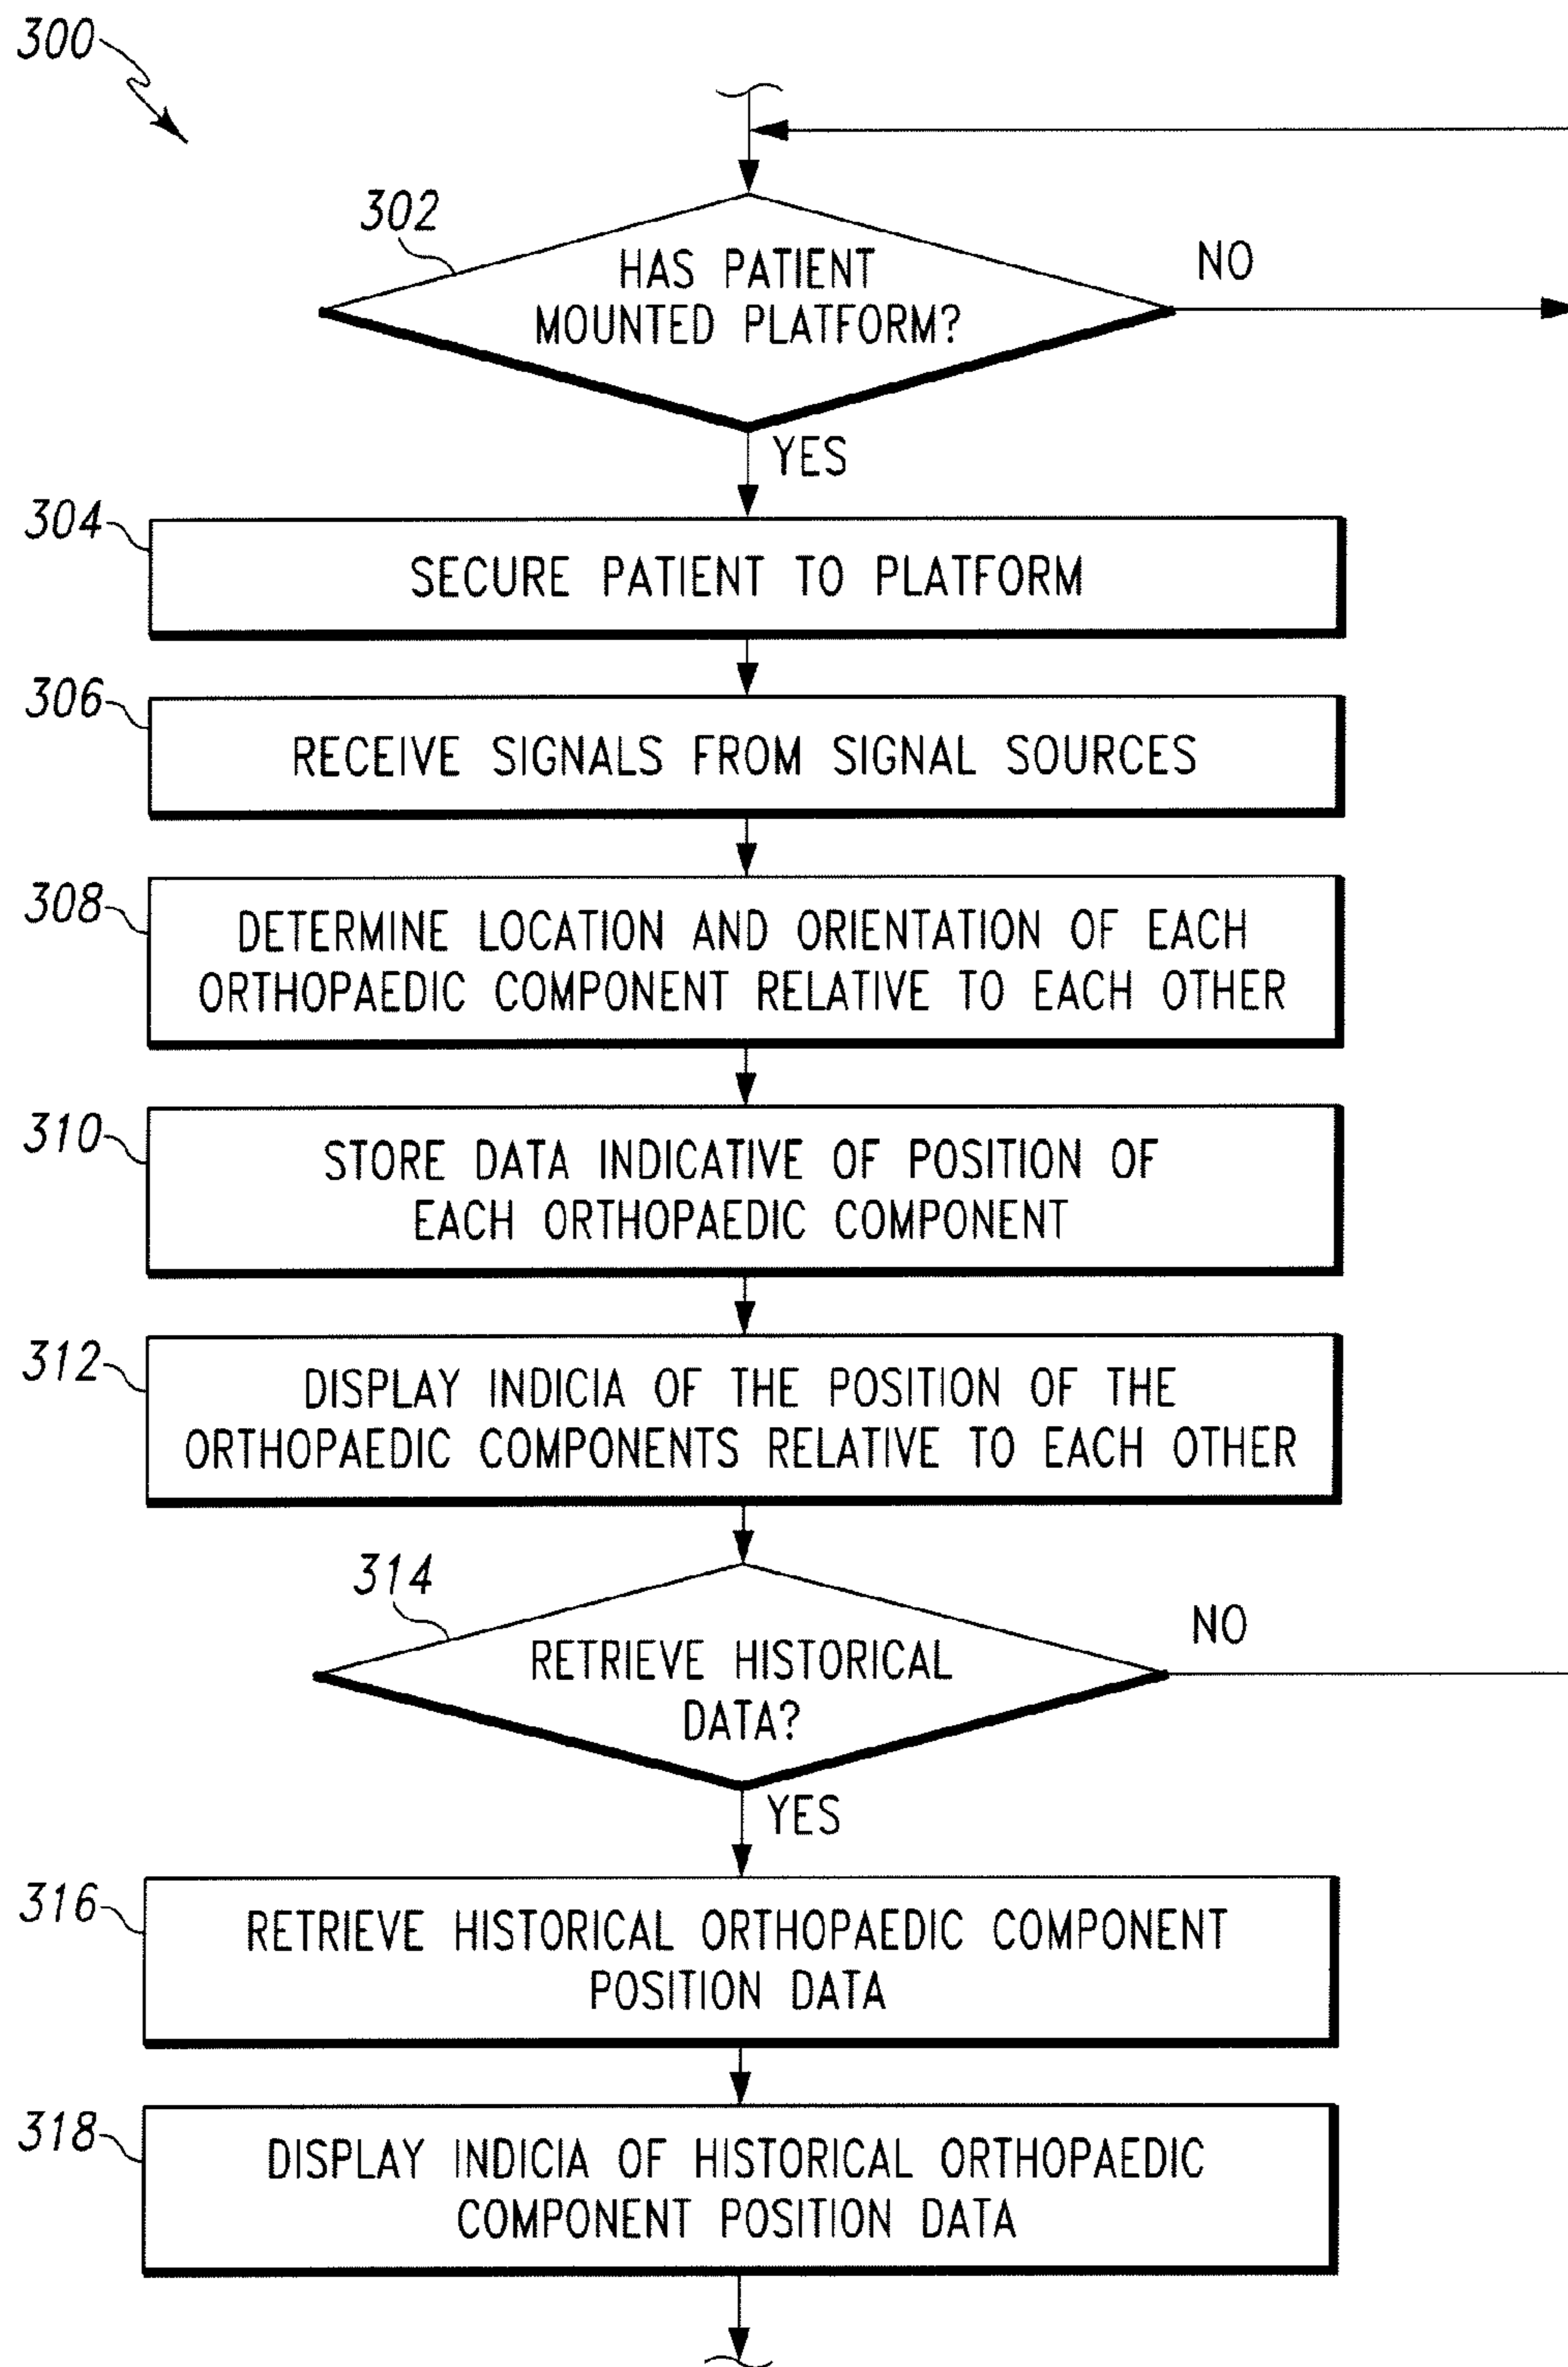 300
302
HAS PATIENT
MOUNTED PLATFORM?
NO
YES
304
SECURE PATIENT TO PLATFORM
306
RECEIVE SIGNALS FROM SIGNAL SOURCES
308
DETERMINE LOCATION AND ORIENTATION OF EACH
ORTHOPAEDIC COMPONENT RELATIVE TO EACH OTHER
310
STORE DATA INDICATIVE OF POSITION OF
EACH ORTHOPAEDIC COMPONENT
312
DISPLAY INDICIA OF THE POSITION OF THE
ORTHOPAEDIC COMPONENTS RELATIVE TO EACH OTHER
314
RETRIEVE HISTORICAL
DATA?
NO
YES
316
RETRIEVE HISTORICAL ORTHOPAEDIC COMPONENT
POSITION DATA
318
DISPLAY INDICIA OF HISTORICAL ORTHOPAEDIC
COMPONENT POSITION DATA